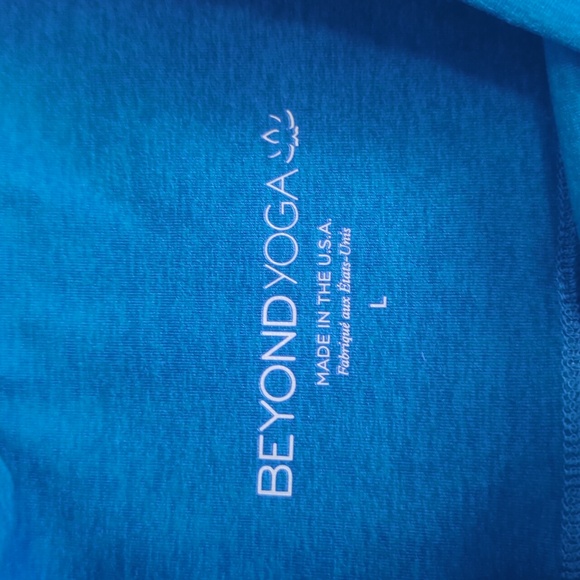 BEYOND YOGA
MADE IN THE U.S.A.
Fabriqué aux États-Unis
L